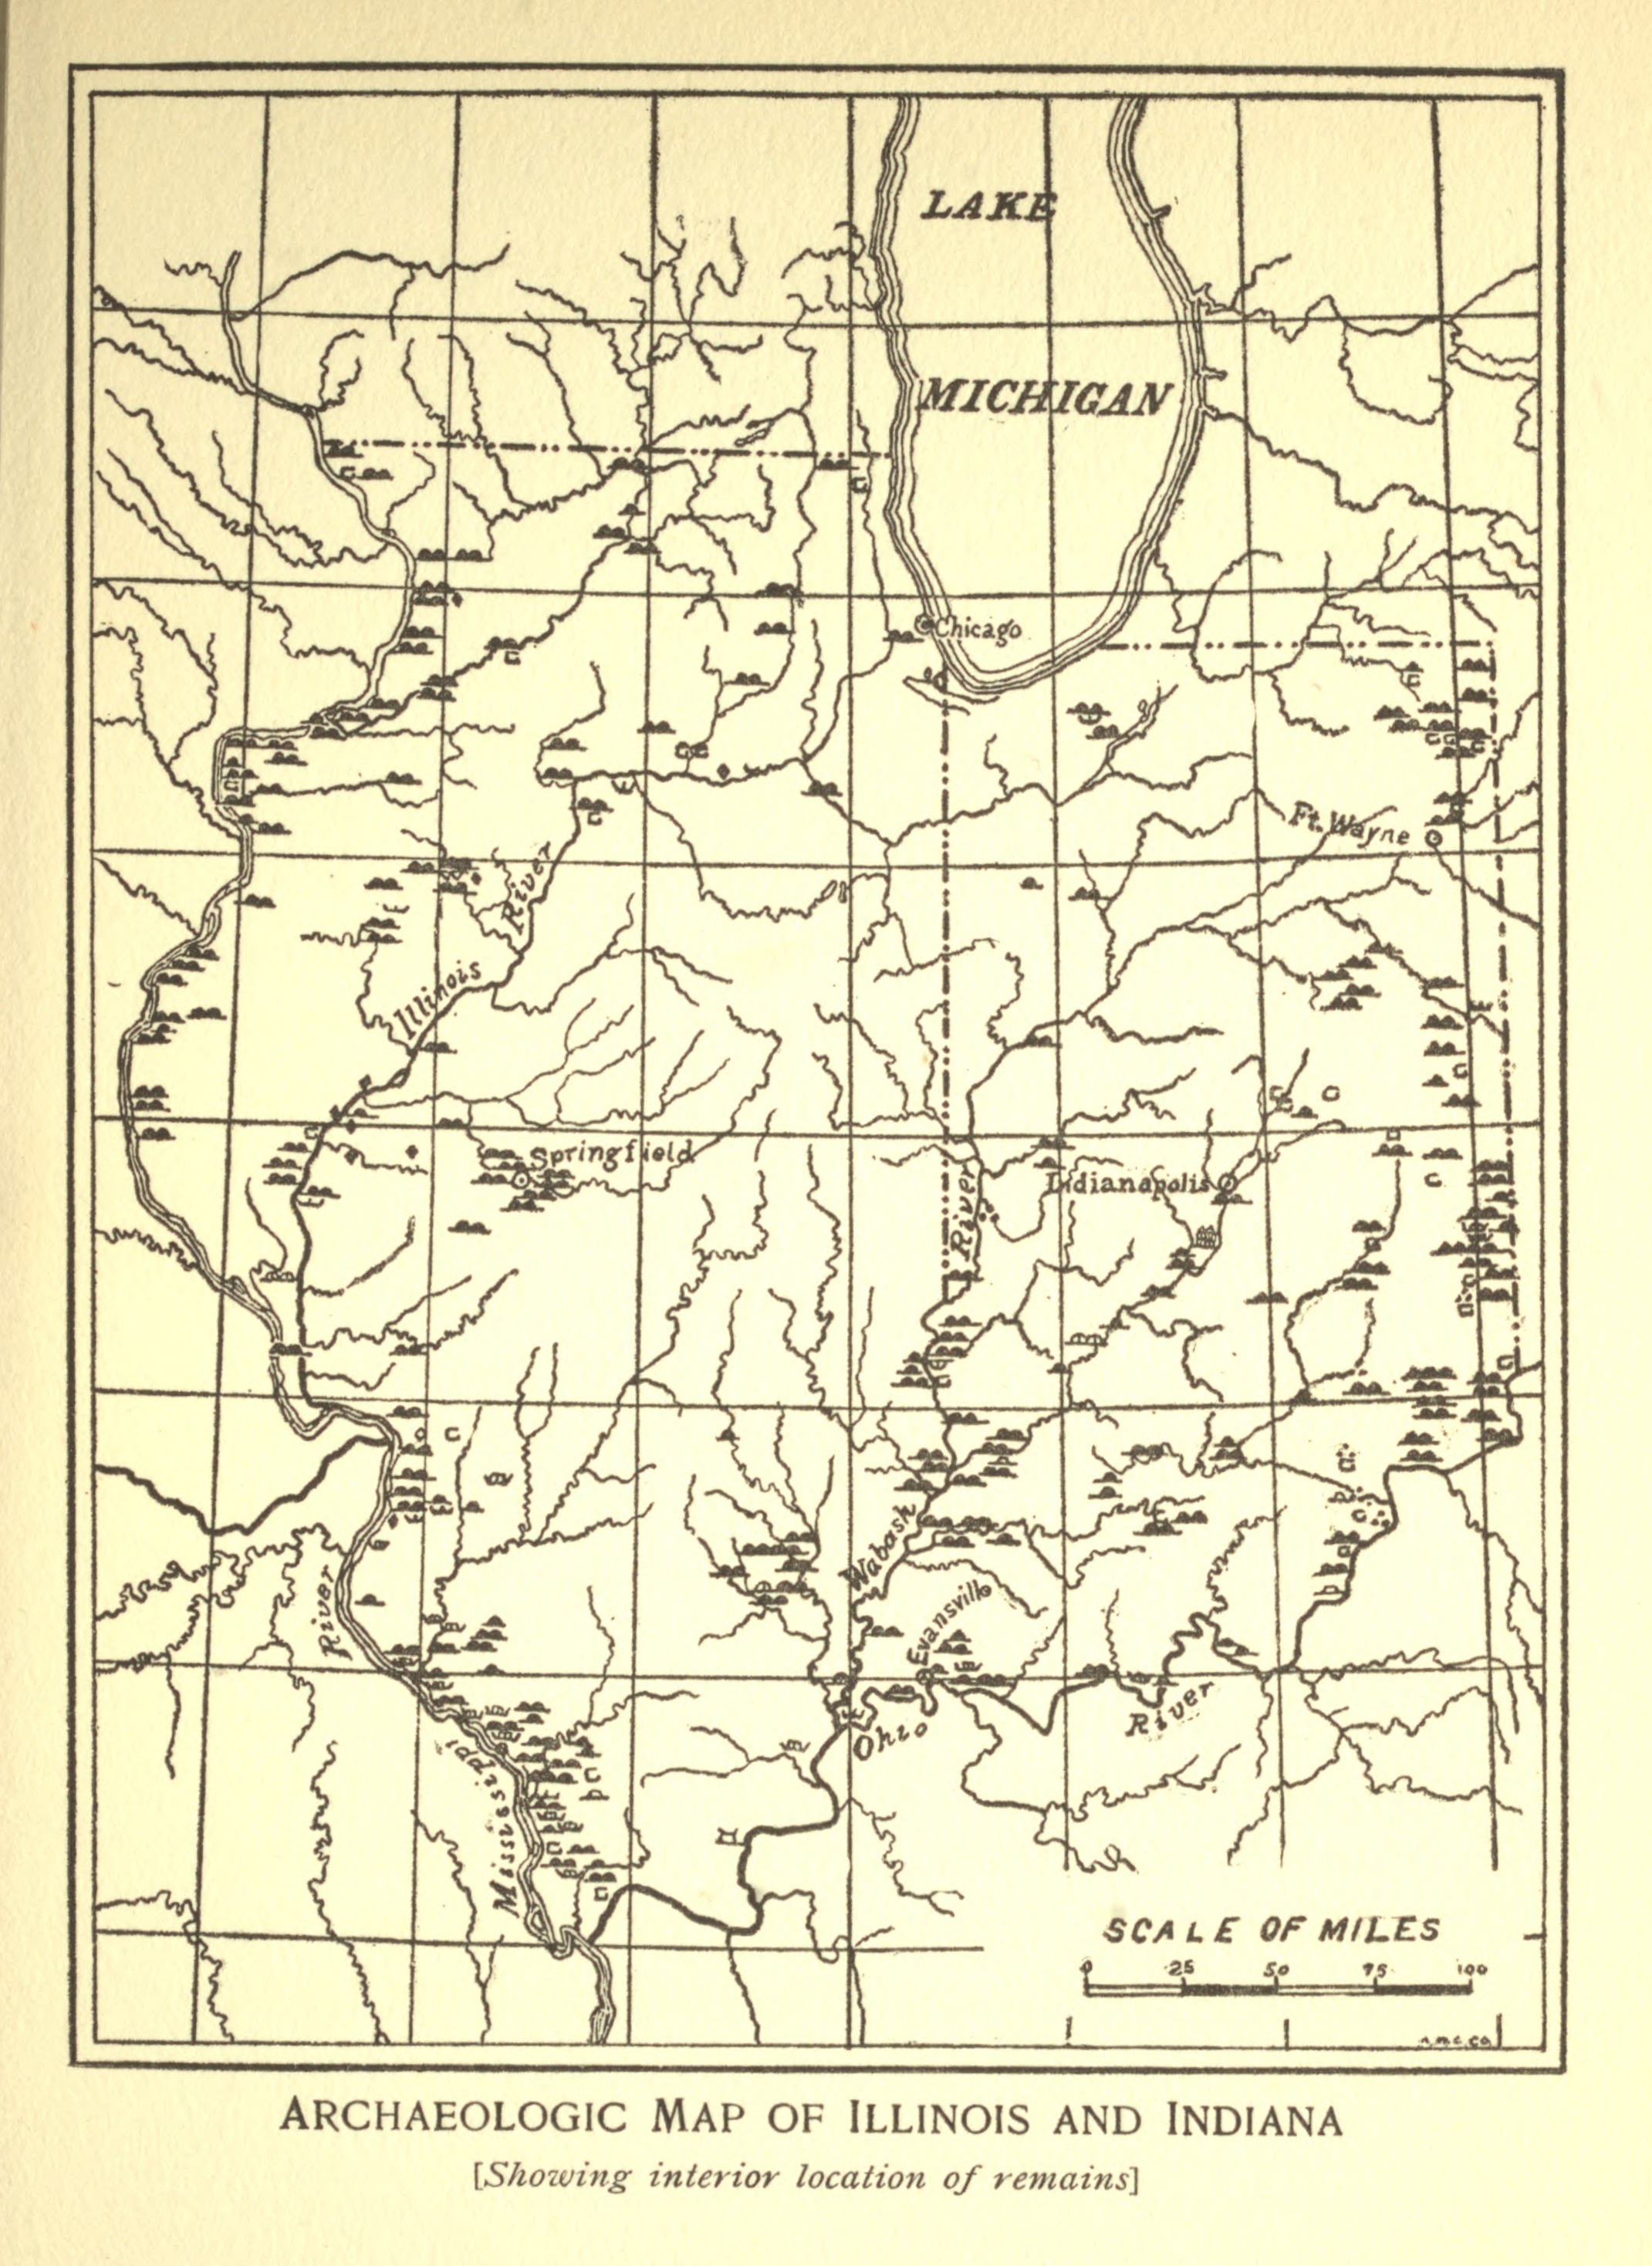 LAKE
MICHIGAN
Chicago
Ft. Wayne
River
Illinois
Springfield
Indianapolis
River
Wabash
Evansville
River
River
Ohio
Mississippi
SCALE OF MILES
0 25 50 75 100
ARCHAEOLOGIC MAP OF ILLINOIS AND INDIANA
[Showing interior location of remains]